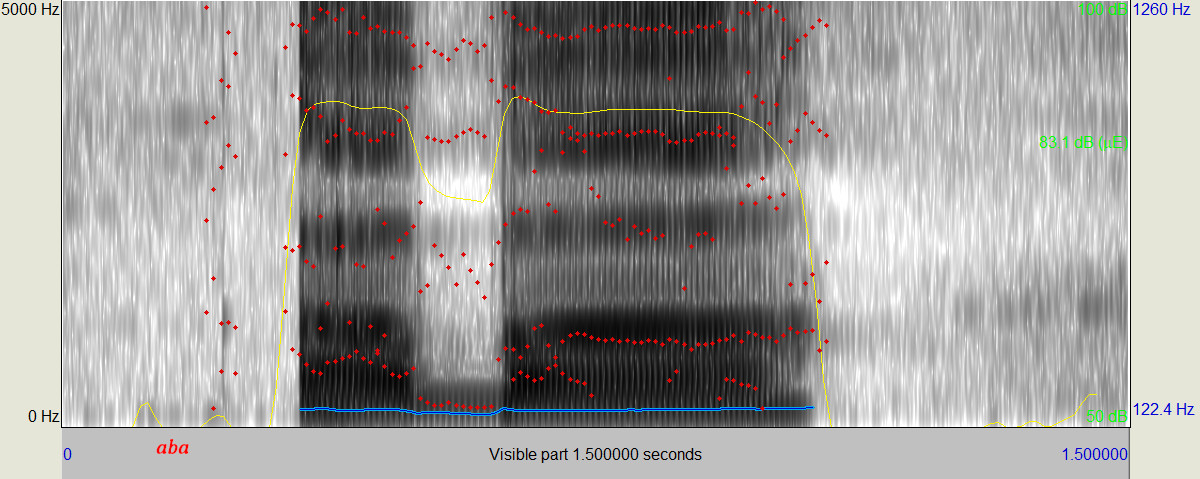 5000 Hz
100 dB
1260 Hz
83.1 dB (µE)
0 Hz
50 dB
122.4 Hz
aba
0
Visible part 1.500000 seconds
1.500000